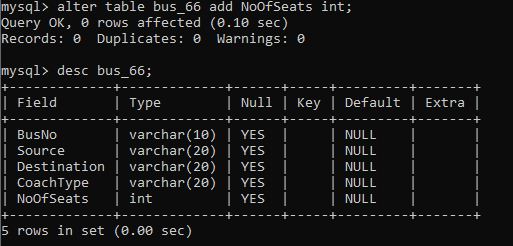 mysql> alter table bus_66 add NoOfSeats int;
Query OK, 0 rows affected (0.10 sec)
Records: 0  Duplicates: 0  Warnings: 0

mysql> desc bus_66;
+-------------+-------------+------+-----+---------+-------+
| Field       | Type        | Null | Key | Default | Extra |
+-------------+-------------+------+-----+---------+-------+
| BusNo       | varchar(10) | YES  |     | NULL    |       |
| Source      | varchar(20) | YES  |     | NULL    |       |
| Destination | varchar(20) | YES  |     | NULL    |       |
| CoachType   | varchar(20) | YES  |     | NULL    |       |
| NoOfSeats   | int         | YES  |     | NULL    |       |
+-------------+-------------+------+-----+---------+-------+
5 rows in set (0.00 sec)